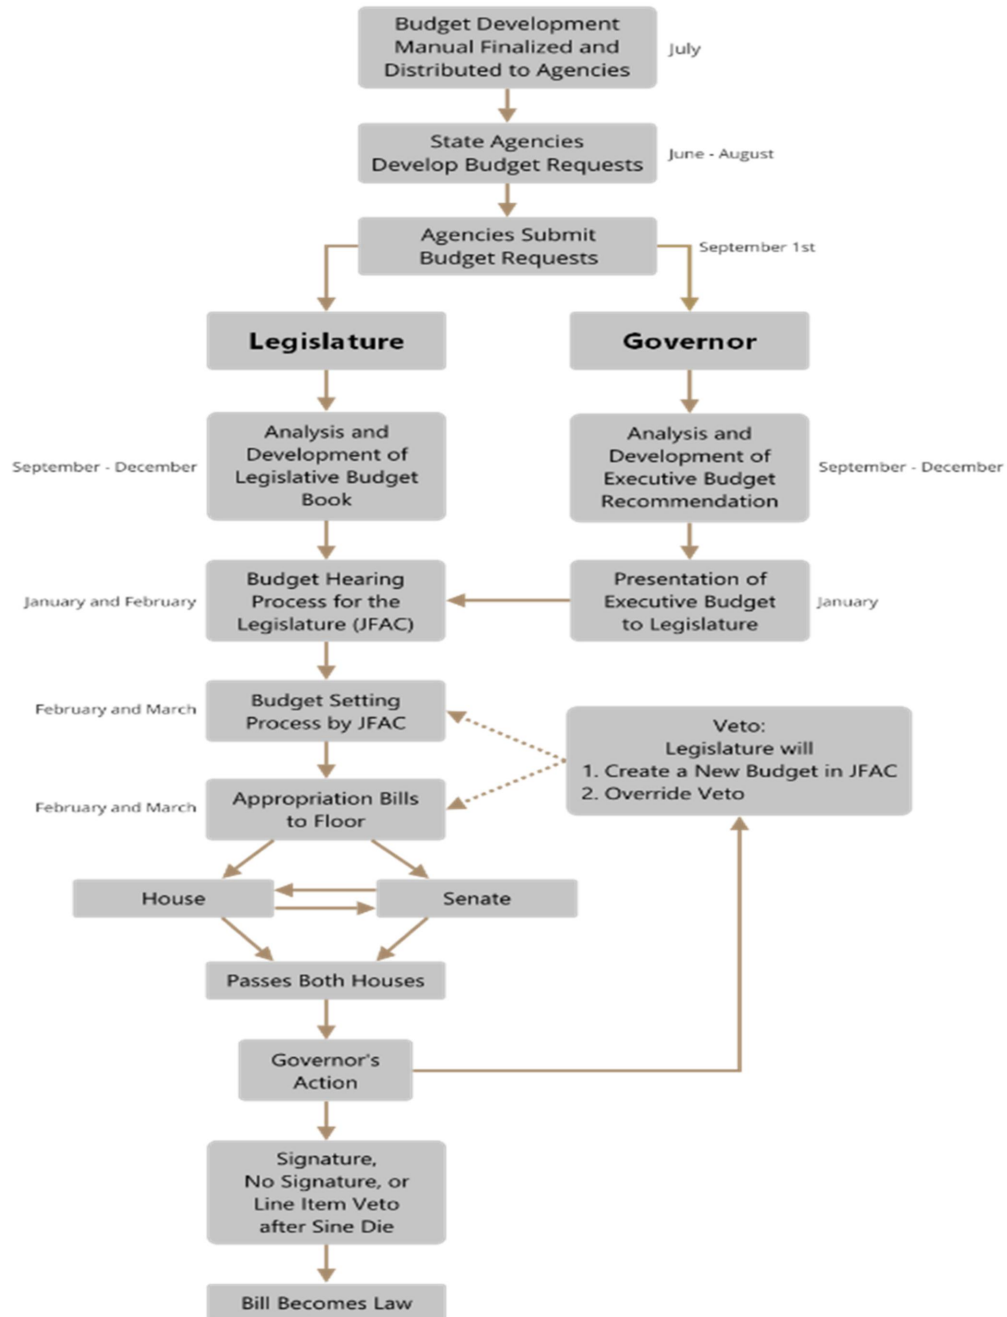 Budget Development
Manual Finalized and
Distributed to Agencies
July
State Agencies
Develop Budget Requests
June - August
Agencies Submit
Budget Requests
September 1st
Legislature
Governor
Analysis and
Development of
Legislative Budget
Book
September - December
Analysis and
Development of
Executive Budget
Recommendation
September - December
Budget Hearing
Process for the
Legislature (JFAC)
January and February
Presentation of
Executive Budget
to Legislature
January
Budget Setting
Process by JFAC
February and March
Veto:
Legislature will
1. Create a New Budget in JFAC
2. Override Veto
Appropriation Bills
to Floor
February and March
House
Senate
Passes Both Houses
Governor's
Action
Signature,
No Signature, or
Line Item Veto
after Sine Die
Bill Becomes Law